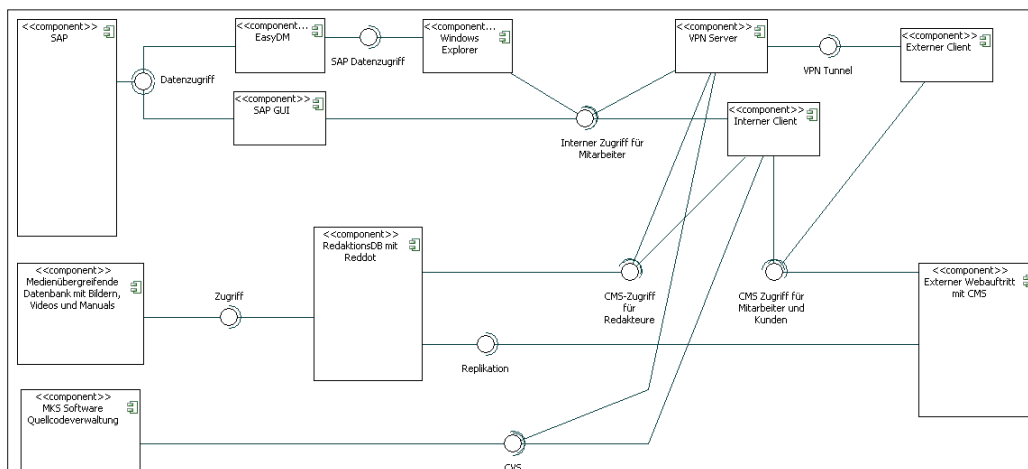 <<component>>
SAP
<<component>...
EasyDM
<<component>...
Windows
Explorer
<<component>>
VPN Server
<<component>>
Externer Client
SAP Datenzugriff
VPN Tunnel
Datenzugriff
<<component>>
SAP GUI
<<component>>
Interner Client
Interner Zugriff für
Mitarbeiter
<<component>>
RedaktionsDB mit
Reddot
<<component>>
Medienübergreifende
Datenbank mit Bildern,
Videos und Manuals
Zugriff
CMS-Zugriff
für
Redakteure
CMS Zugriff für
Mitarbeiter und
Kunden
<<component>>
Externer Webauftritt
mit CMS
Replikation
<<component>>
MKS Software
Quellcodeverwaltung
CVS